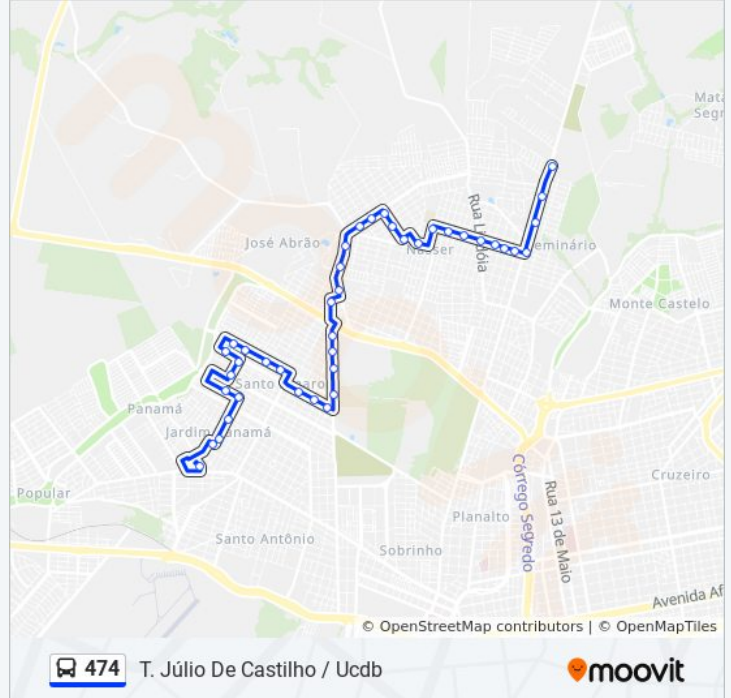 Mata
Segr
José Abrão
Rua Lindóia
Nasser
Seminário
Monte Castelo
Santo Amaro
Panamá
Jardim Panamá
Popular
Córrego Segredo
Rua 13 de Maio
Cruzeiro
Planalto
Santo Antônio
Sobrinho
Avenida Af
© OpenStreetMap contributors | © OpenMapTiles
474 T. Júlio De Castilho / Ucdb
moovit